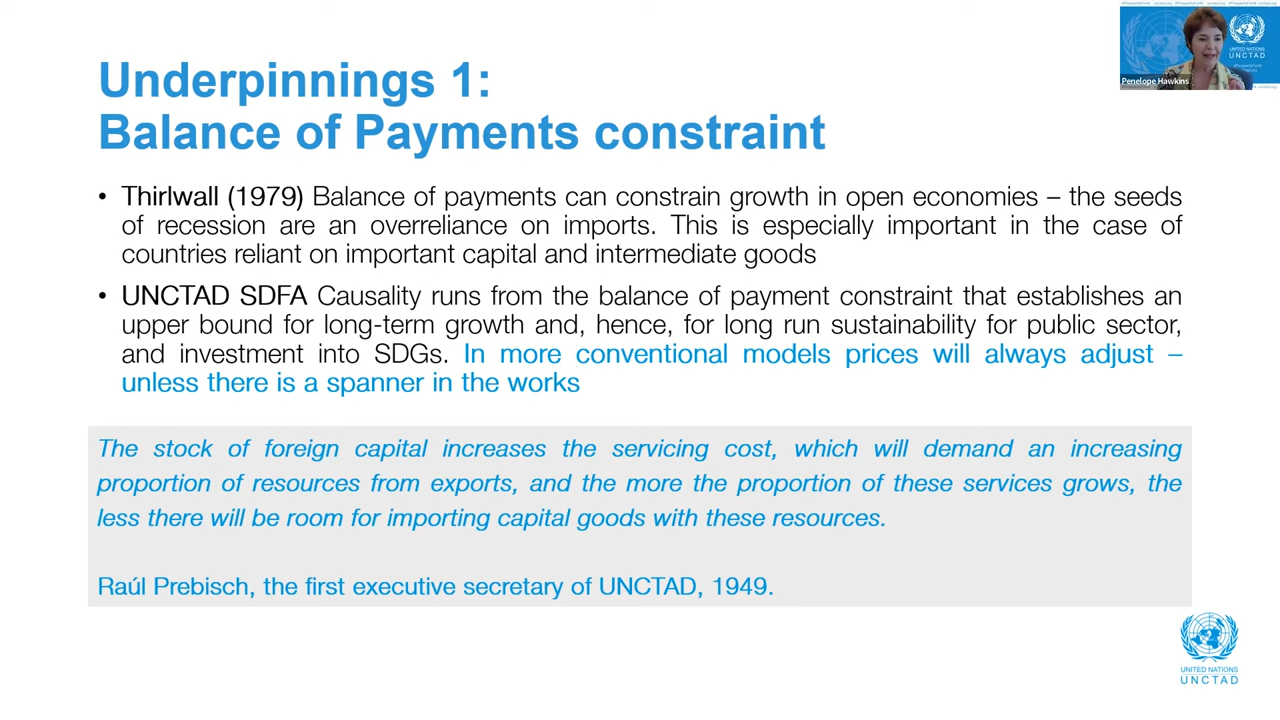 Underpinnings 1:
Balance of Payments constraint
• Thirlwall (1979) Balance of payments can constrain growth in open economies – the seeds
of recession are an overreliance on imports. This is especially important in the case of
countries reliant on important capital and intermediate goods
• UNCTAD SDFA Causality runs from the balance of payment constraint that establishes an
upper bound for long-term growth and, hence, for long run sustainability for public sector,
and investment into SDGs. In more conventional models prices will always adjust –
unless there is a spanner in the works
The stock of foreign capital increases the servicing cost, which will demand an increasing
proportion of resources from exports, and the more the proportion of these services grows, the
less there will be room for importing capital goods with these resources.
Raúl Prebisch, the first executive secretary of UNCTAD, 1949.
UNITED NATIONS
UNCTAD
Penelope Hawkins
UNITED NATIONS
UNCTAD